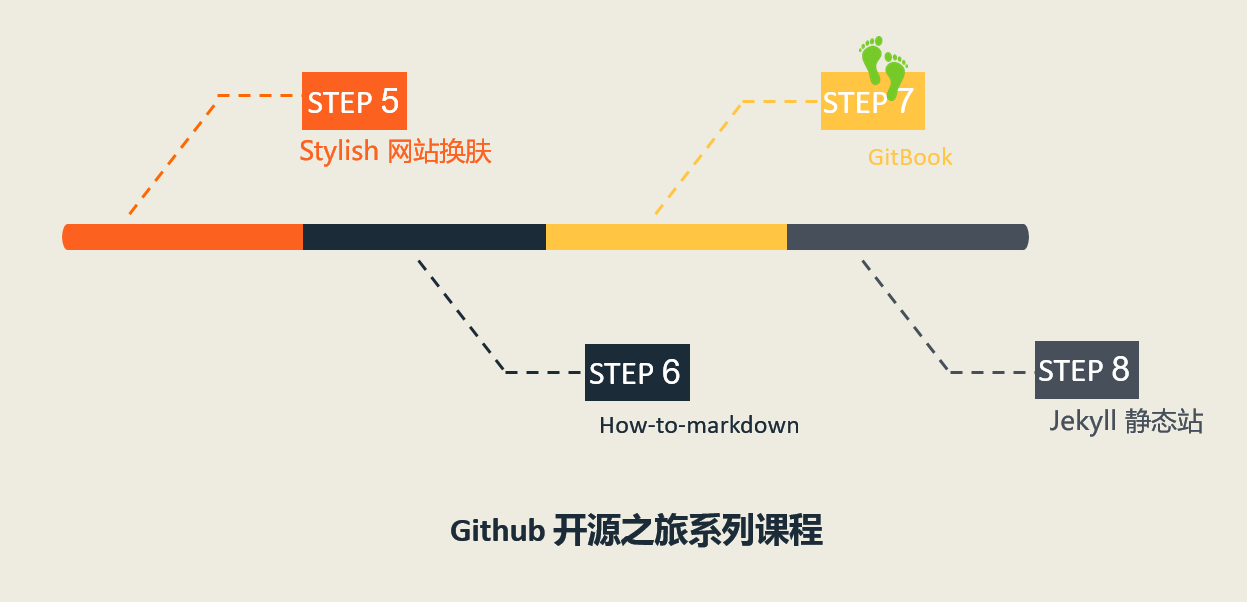 STEP 5
Stylish 网站换肤
STEP 7
GitBook
STEP 6
How-to-markdown
STEP 8
Jekyll 静态站
Github 开源之旅系列课程